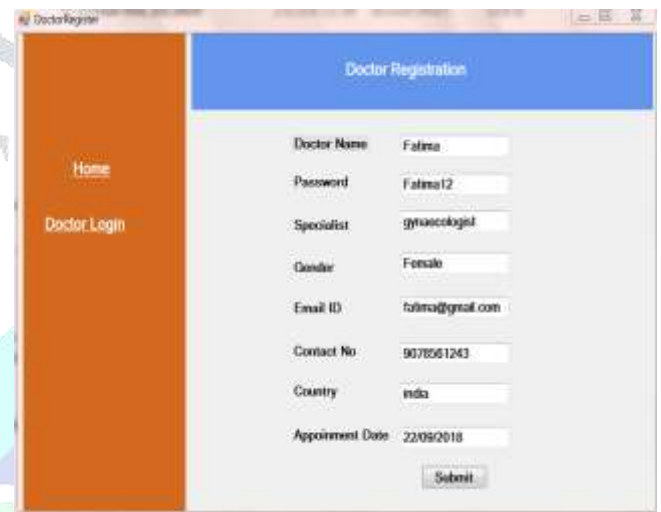 DoctorRegister
Doctor Registration
Home
Doctor Login
Doctor Name Fatima
Password Fatima12
Specialist gynaecologist
Gender Female
Email ID fatima@gmail.com
Contact No 9078561243
Country india
Appoinment Date 22/09/2018
Submit